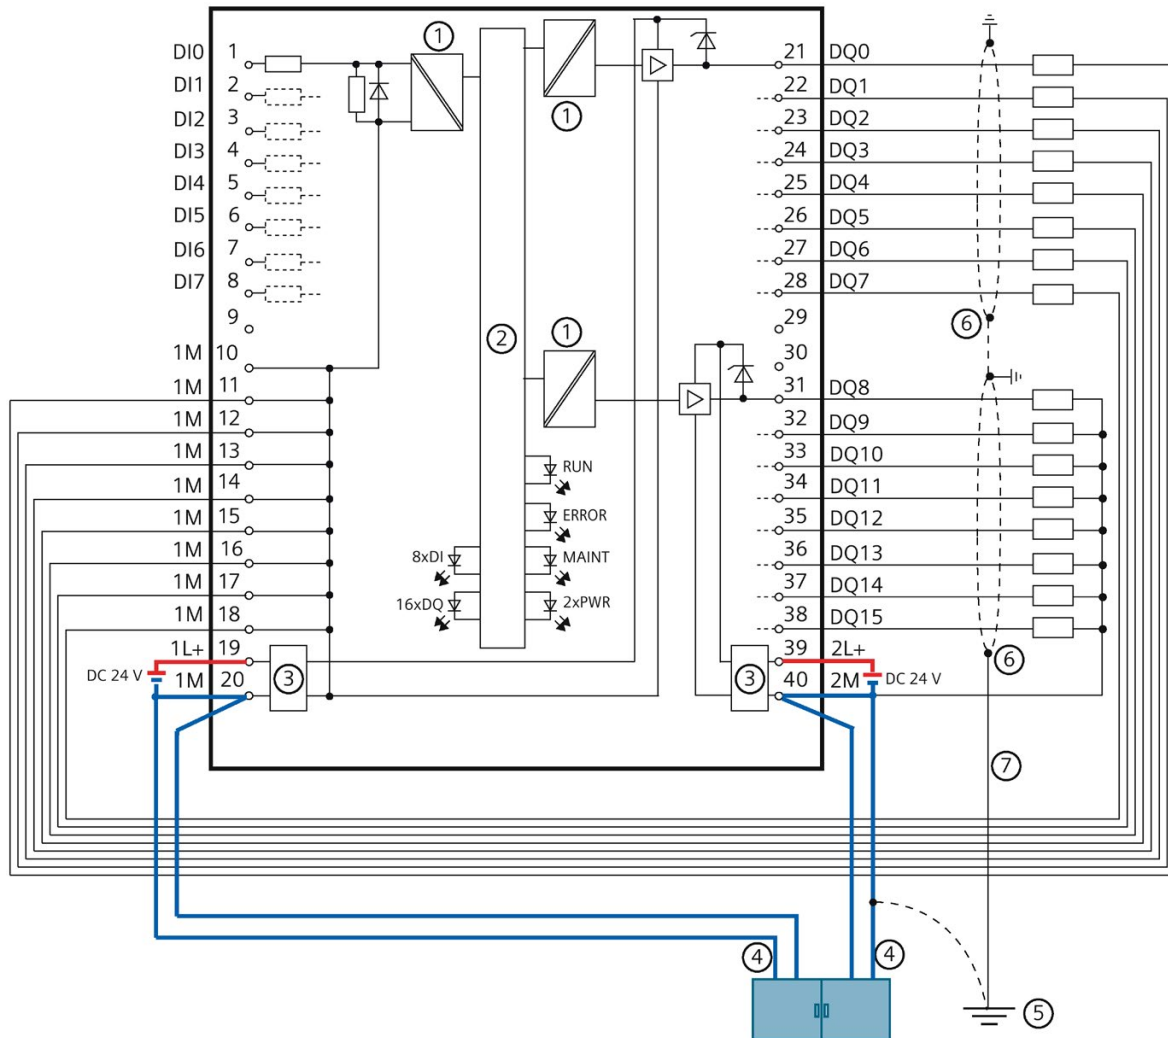 DI0 1 ① ① 21 DQ0
DI1 2 22 DQ1
DI2 3 23 DQ2
DI3 4 24 DQ3
DI4 5 25 DQ4
DI5 6 26 DQ5
DI6 7 27 DQ6
DI7 8 28 DQ7
9 ② ① 29 ⑥
1M 10 30
1M 11 31 DQ8
1M 12 32 DQ9
1M 13 RUN 33 DQ10
1M 14 34 DQ11
1M 15 ERROR 35 DQ12
1M 16 8xDI MAINT 36 DQ13
1M 17 16xDQ 2xPWR 37 DQ14
1M 18 38 DQ15
1L+ 19 39 2L+ ⑥
DC 24 V 1M 20 ③ ③ 40 2M DC 24 V
⑦
④ ④
⑤